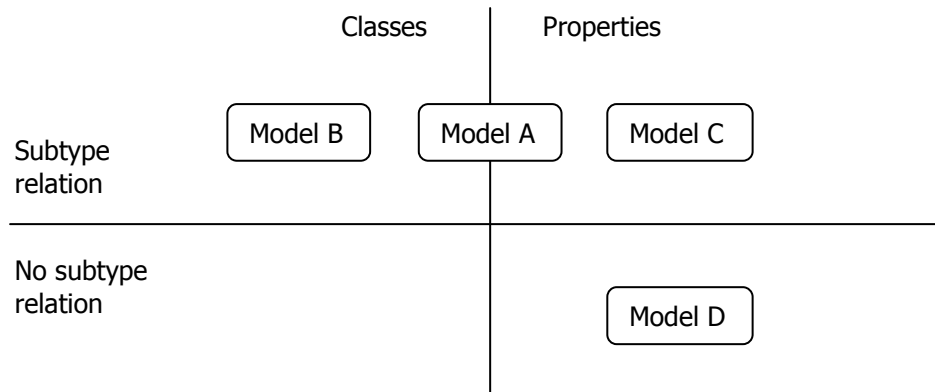 Classes
Properties
Model B
Model A
Model C
Subtype
relation
No subtype
relation
Model D